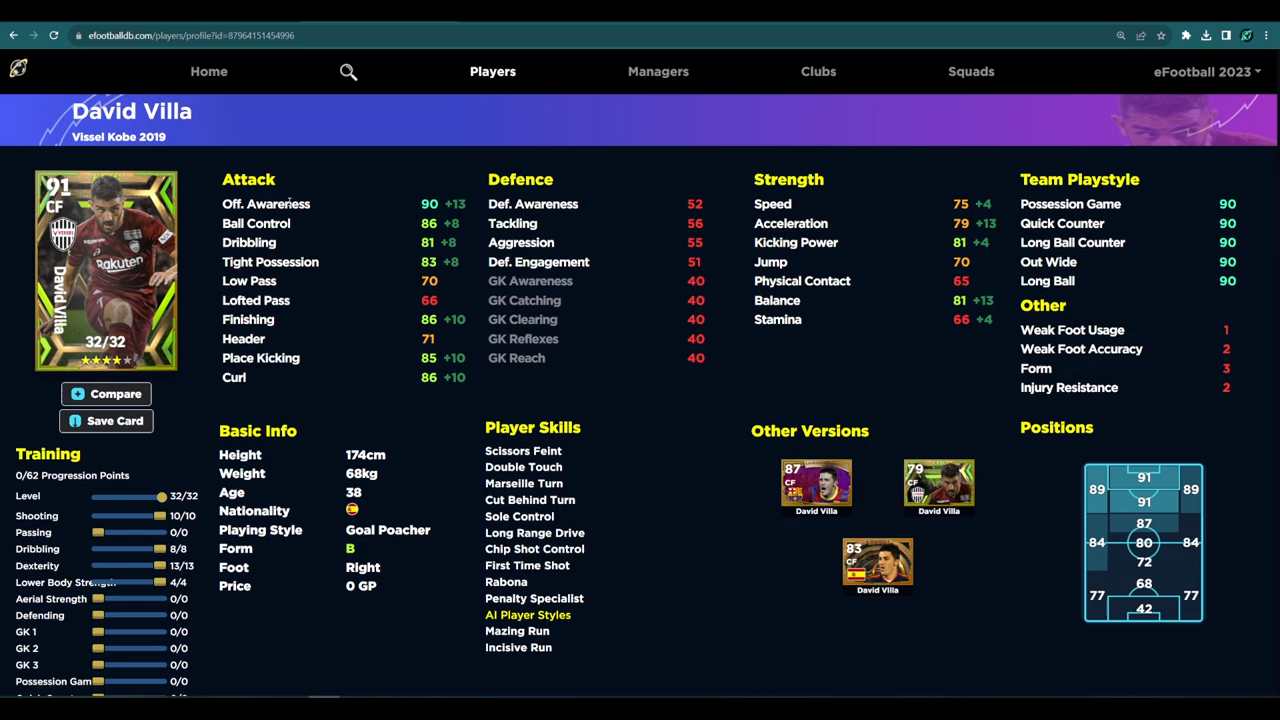 efootballdb.com/players/profile?id=87964151454996
Home Players Managers Clubs Squads eFootball 2023
David Villa
Vissel Kobe 2019
91
CF
VISSEL
Rakuten
David Villa
32/32
Compare
Save Card
Training
0/62 Progression Points
Level 32/32
Shooting 10/10
Passing 0/0
Dribbling 8/8
Dexterity 13/13
Lower Body Strength 4/4
Aerial Strength 0/0
Defending 0/0
GK 1 0/0
GK 2 0/0
GK 3 0/0
Possession Gam 0/0
Attack
Off. Awareness 90 +13
Ball Control 86 +8
Dribbling 81 +8
Tight Possession 83 +8
Low Pass 70
Lofted Pass 66
Finishing 86 +10
Header 71
Place Kicking 85 +10
Curl 86 +10
Defence
Def. Awareness 52
Tackling 56
Aggression 55
Def. Engagement 51
GK Awareness 40
GK Catching 40
GK Clearing 40
GK Reflexes 40
GK Reach 40
Strength
Speed 75 +4
Acceleration 79 +13
Kicking Power 81 +4
Jump 70
Physical Contact 65
Balance 81 +13
Stamina 66 +4
Team Playstyle
Possession Game 90
Quick Counter 90
Long Ball Counter 90
Out Wide 90
Long Ball 90
Other
Weak Foot Usage 1
Weak Foot Accuracy 2
Form 3
Injury Resistance 2
Basic Info
Height 174cm
Weight 68kg
Age 38
Nationality
Playing Style Goal Poacher
Form B
Foot Right
Price 0 GP
Player Skills
Scissors Feint
Double Touch
Marseille Turn
Cut Behind Turn
Sole Control
Long Range Drive
Chip Shot Control
First Time Shot
Rabona
Penalty Specialist
AI Player Styles
Mazing Run
Incisive Run
Other Versions
87
CF
David Villa
79
CF
David Villa
83
CF
David Villa
Positions
91
89 89
91
87
84 80 84
72
68
77 77
42